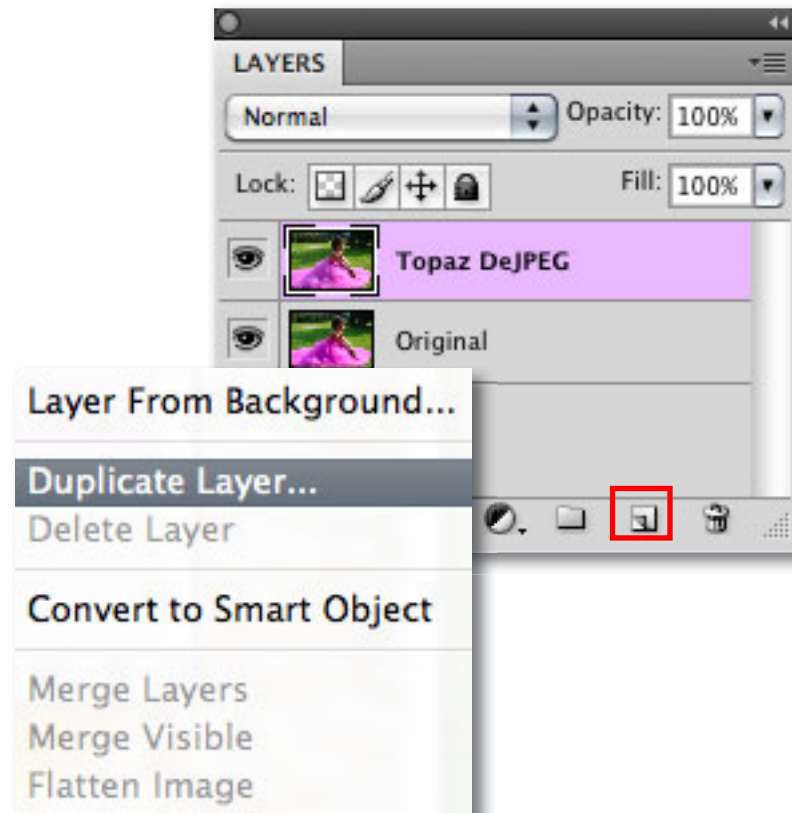 LAYERS
Normal Opacity: 100%
Lock: Fill: 100%
Topaz DeJPEG
Original
Layer From Background...
Duplicate Layer...
Delete Layer
Convert to Smart Object
Merge Layers
Merge Visible
Flatten Image